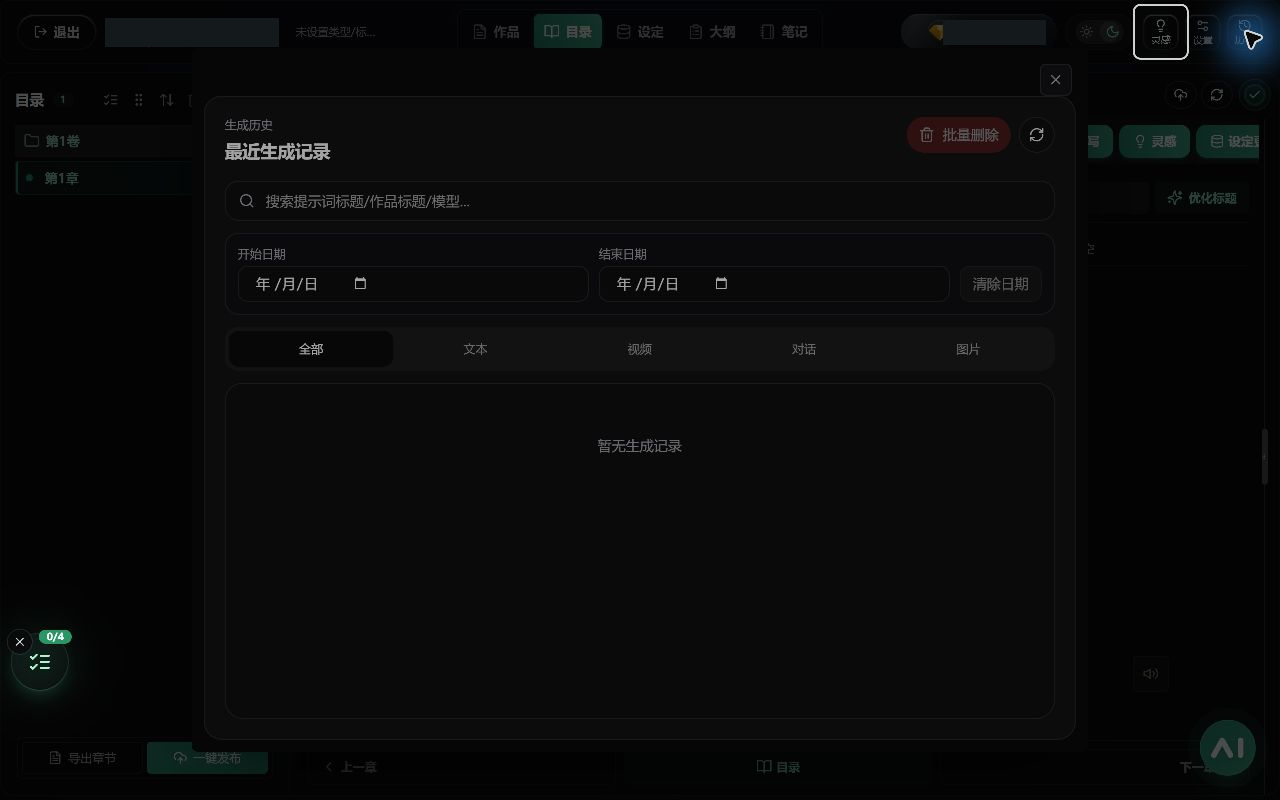 退出
未设置类型/标...
作品
目录
设定
大纲
笔记
灵感
设置
目录 1
第1卷
第1章
生成历史
最近生成记录
批量删除
灵感
优化标题
搜索提示词标题/作品标题/模型...
开始日期
结束日期
年 /月/日
年 /月/日
清除日期
全部
文本
视频
对话
图片
暂无生成记录
0/4
导出章节
一键发布
上一章
目录
AI